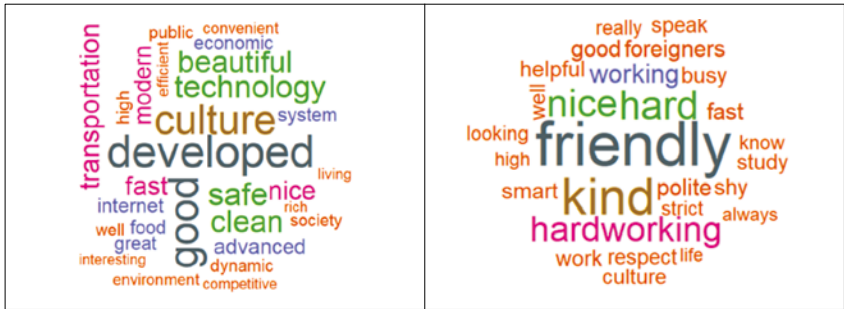 public convenient
economic
transportation
modern
efficient
beautiful
high
technology
culture
system
developed
living
fast
good
safe
nice
internet
rich
clean
society
well
food
great
advanced
interesting
dynamic
environment
competitive
really speak
good foreigners
helpful
working
busy
well
nice
hard
fast
looking
friendly
high
know
study
smart
kind
polite
shy
strict
always
hardworking
work respect life
culture